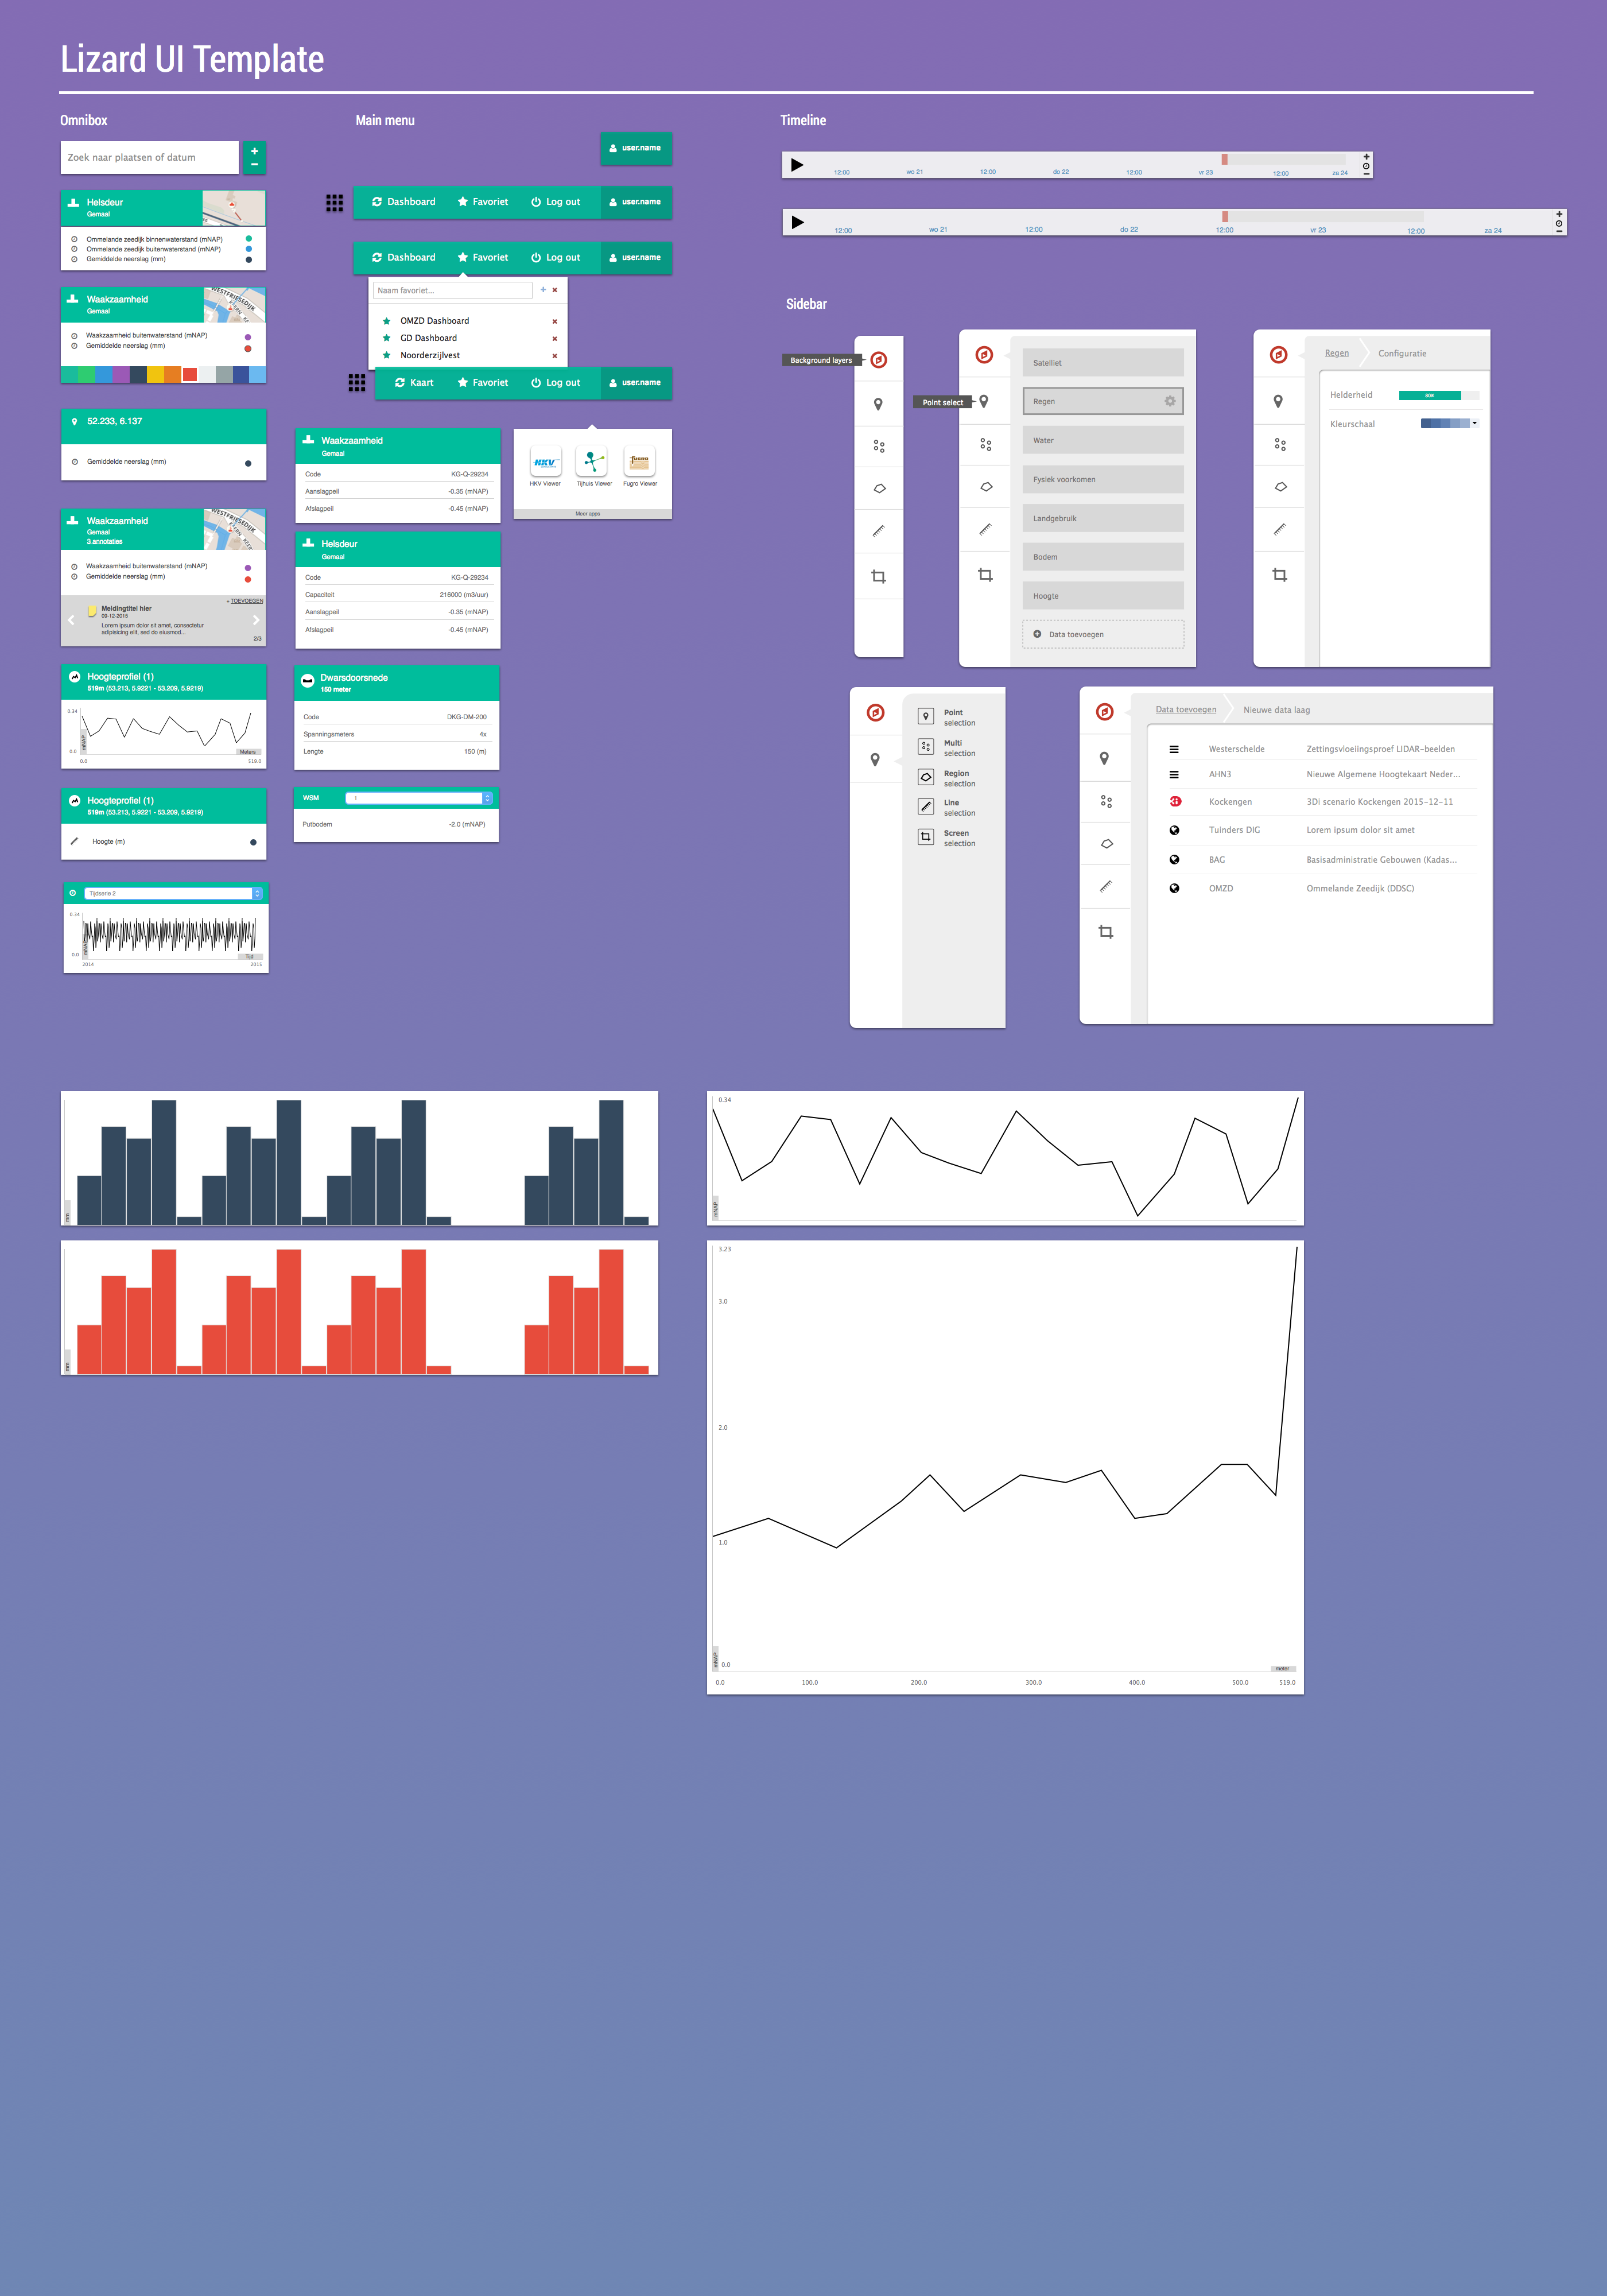 Lizard UI Template
Omnibox
Zoek naar plaatsen of datum
Helsdeur
Gemaal
Ommelande zeedijk binnenwaterstand (mNAP)
Ommelande zeedijk buitenwaterstand (mNAP)
Gemiddelde neerslag (mm)
Waakzaamheid
Gemaal
WESTFRIESEDIJK
Waakzaamheid buitenwaterstand (mNAP)
Gemiddelde neerslag (mm)
52.233, 6.137
Gemiddelde neerslag (mm)
Waakzaamheid
Gemaal
3 annotaties
WESTFRIESEDIJK
Waakzaamheid buitenwaterstand (mNAP)
Gemiddelde neerslag (mm)
+ TOEVOEGEN
Meldingtitel hier
09-12-2015
Lorem ipsum dolor sit amet, consectetur
adipisicing elit, sed do eiusmod...
2/3
Hoogteprofiel (1)
519m (53.213, 5.9221 - 53.209, 5.9219)
0.34
mNAP
0.0
Meters
0.0 519.0
Hoogteprofiel (1)
519m (53.213, 5.9221 - 53.209, 5.9219)
Hoogte (m)
Tijdserie 2
0.34
mNAP
0.0
Tijd
2014 2015
Main menu
user.name
Dashboard Favoriet Log out user.name
Dashboard Favoriet Log out user.name
Naam favoriet...
OMZD Dashboard
GD Dashboard
Noorderzijlvest
Kaart Favoriet Log out user.name
Waakzaamheid
Gemaal
Code KG-Q-29234
Aanslagpeil -0.35 (mNAP)
Afslagpeil -0.45 (mNAP)
HKV
HKV Viewer Tijhuis Viewer Fugro Viewer
Meer apps
Helsdeur
Gemaal
Code KG-Q-29234
Capaciteit 216000 (m3/uur)
Aanslagpeil -0.35 (mNAP)
Afslagpeil -0.45 (mNAP)
Dwarsdoorsnede
150 meter
Code DKG-DM-200
Spanningsmeters 4x
Lengte 150 (m)
WSM 1
Putbodem -2.0 (mNAP)
Timeline
12:00 wo 21 12:00 do 22 12:00 vr 23 12:00 za 24
12:00 wo 21 12:00 do 22 12:00 vr 23 12:00 za 24
Sidebar
Background layers
Point select
Satelliet
Regen
Water
Fysiek voorkomen
Landgebruik
Bodem
Hoogte
Data toevoegen
Regen Configuratie
Helderheid 80%
Kleurschaal
Point
selection
Multi
selection
Region
selection
Line
selection
Screen
selection
Data toevoegen Nieuwe data laag
Westerschelde Zettingsvloeiingsproef LIDAR-beelden
AHN3 Nieuwe Algemene Hoogtekaart Neder...
Kockengen 3Di scenario Kockengen 2015-12-11
Tuinders DIG Lorem ipsum dolor sit amet
BAG Basisadministratie Gebouwen (Kadas...
OMZD Ommelande Zeedijk (DDSC)
mm
mm
0.34
mNAP
3.23
3.0
2.0
1.0
mNAP
0.0
meter
0.0 100.0 200.0 300.0 400.0 500.0 519.0